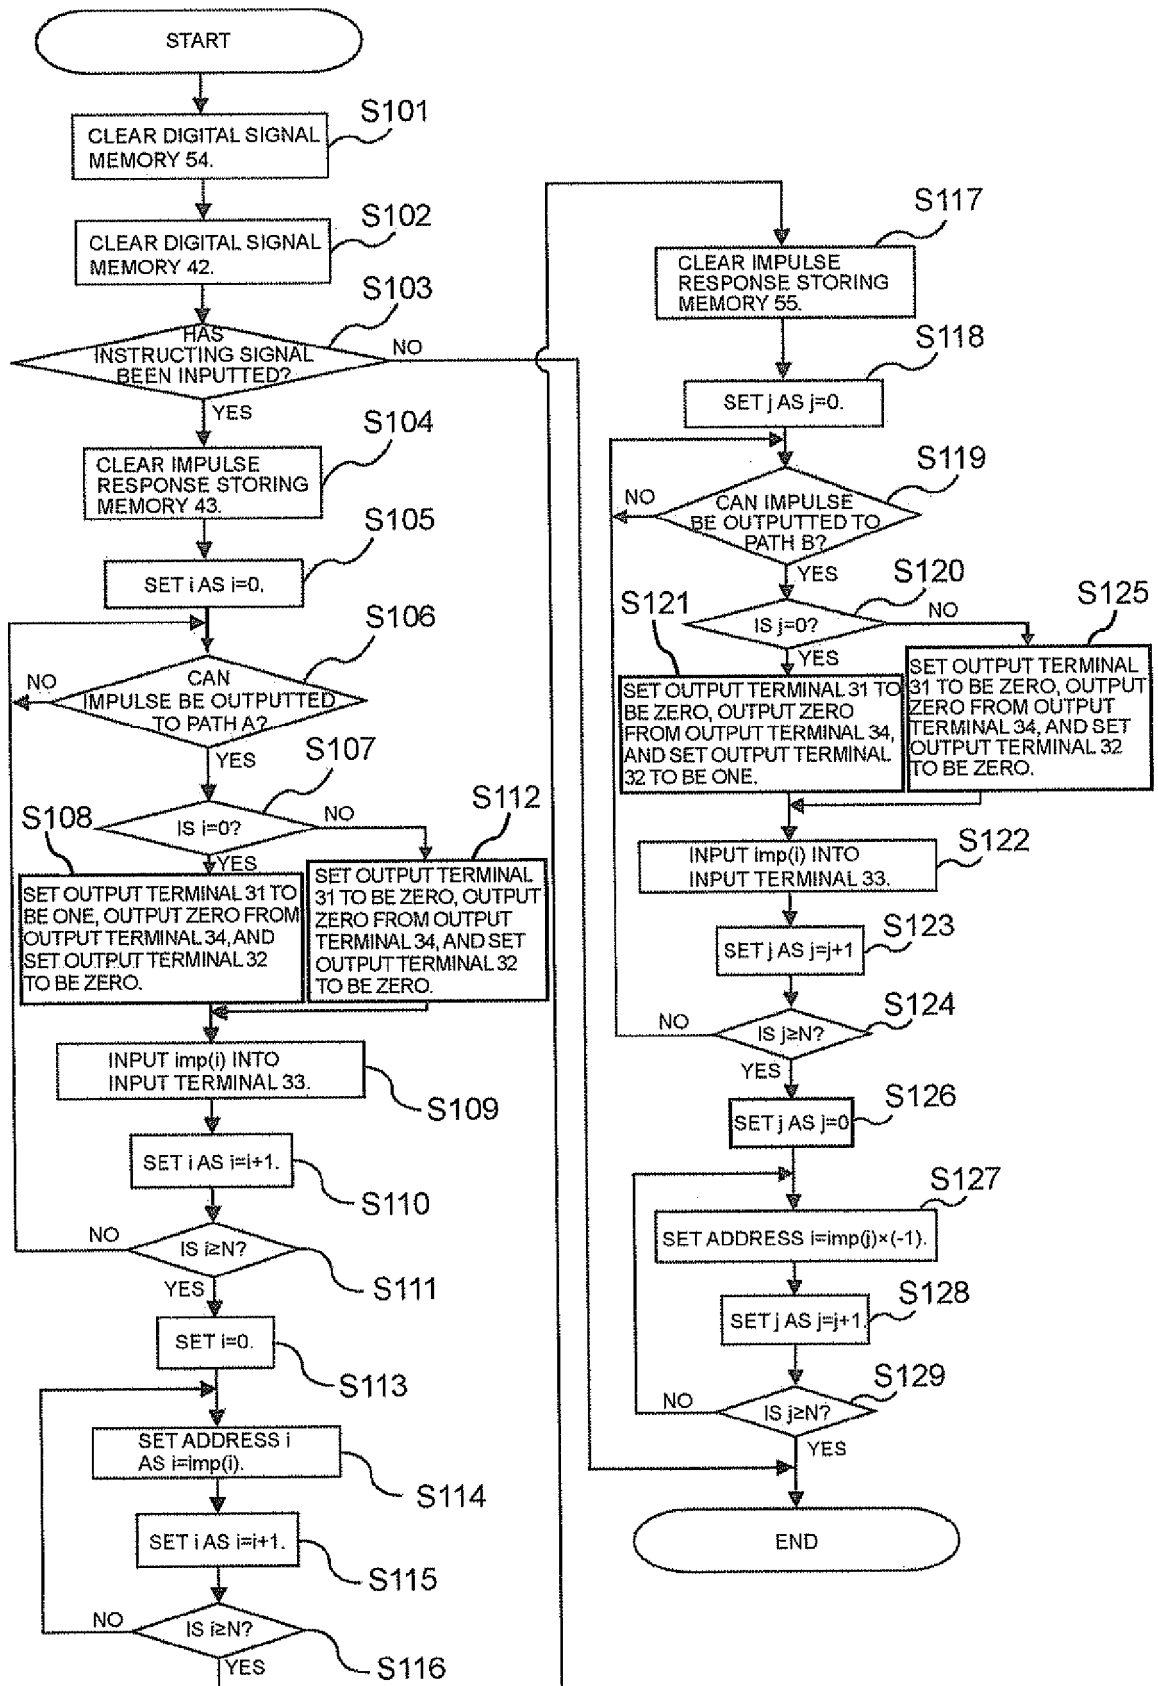 START
S101
CLEAR DIGITAL SIGNAL
MEMORY 54.
S102
CLEAR DIGITAL SIGNAL
MEMORY 42.
S103
HAS
INSTRUCTING SIGNAL
BEEN INPUTTED?
NO
YES
S104
CLEAR IMPULSE
RESPONSE STORING
MEMORY 43.
S105
SET i AS i=0.
S106
CAN
IMPULSE BE OUTPUTTED
TO PATH A?
NO
YES
S107
IS i=0?
NO
YES
S108
SET OUTPUT TERMINAL 31 TO
BE ONE, OUTPUT ZERO FROM
OUTPUT TERMINAL 34, AND
SET OUTPUT TERMINAL 32
TO BE ZERO.
S112
SET OUTPUT TERMINAL
31 TO BE ZERO, OUTPUT
ZERO FROM OUTPUT
TERMINAL 34, AND SET
OUTPUT TERMINAL 32
TO BE ZERO.
INPUT imp(i) INTO
INPUT TERMINAL 33.
S109
SET i AS i=i+1.
S110
IS i≥N?
NO
YES
S111
SET i=0.
S113
SET ADDRESS i
AS i=imp(i).
S114
SET i AS i=i+1.
S115
IS i≥N?
NO
YES
S116
S117
CLEAR IMPULSE
RESPONSE STORING
MEMORY 55.
S118
SET j AS j=0.
S119
CAN IMPULSE
BE OUTPUTTED TO
PATH B?
NO
YES
S120
IS j=0?
NO
YES
S121
SET OUTPUT TERMINAL 31 TO
BE ZERO, OUTPUT ZERO
FROM OUTPUT TERMINAL 34,
AND SET OUTPUT TERMINAL
32 TO BE ONE.
S125
SET OUTPUT TERMINAL
31 TO BE ZERO, OUTPUT
ZERO FROM OUTPUT
TERMINAL 34, AND SET
OUTPUT TERMINAL 32
TO BE ZERO.
S122
INPUT imp(i) INTO
INPUT TERMINAL 33.
S123
SET j AS j=j+1
S124
IS j≥N?
NO
YES
S126
SET j AS j=0
S127
SET ADDRESS i=imp(j)×(-1).
S128
SET j AS j=j+1.
S129
IS j≥N?
NO
YES
END